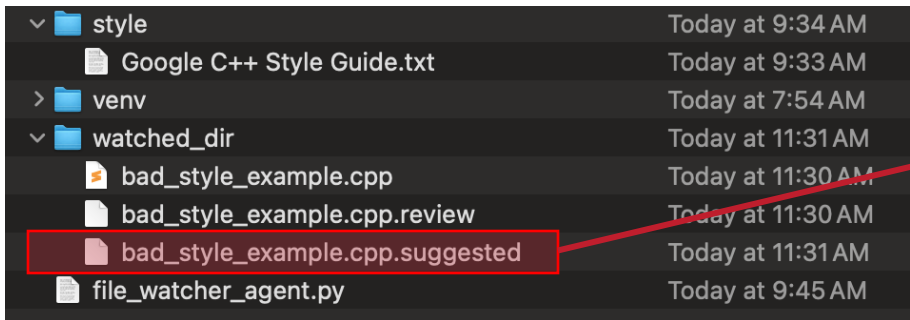 style Today at 9:34 AM
Google C++ Style Guide.txt Today at 9:33 AM
venv Today at 7:54 AM
watched_dir Today at 11:31 AM
bad_style_example.cpp Today at 11:30 AM
bad_style_example.cpp.review Today at 11:30 AM
bad_style_example.cpp.suggested Today at 11:31 AM
file_watcher_agent.py Today at 9:45 AM